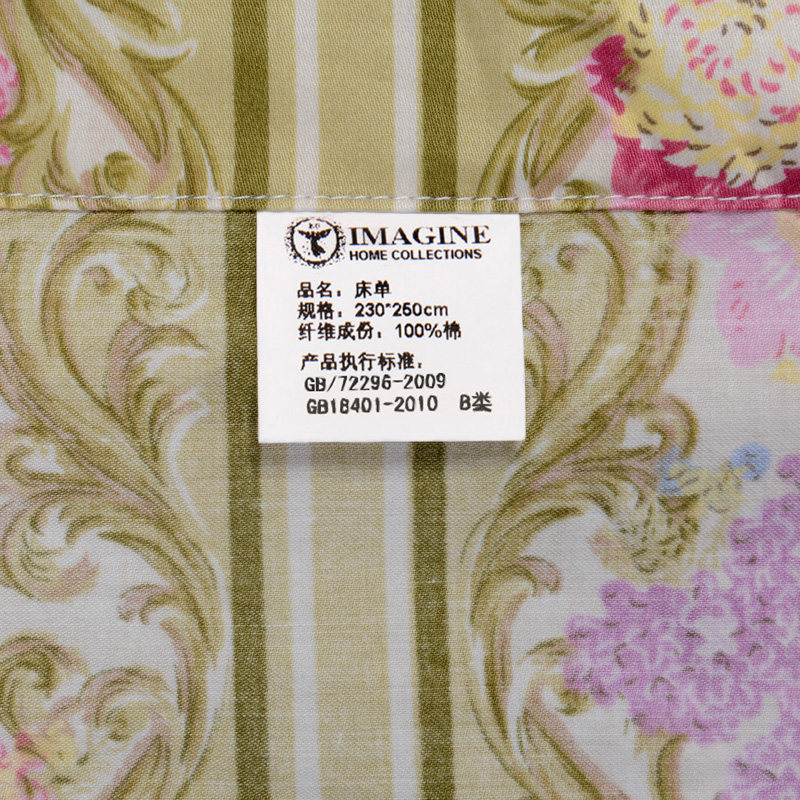 IMAGINE
HOME COLLECTIONS
品名：床单
规格：230*250cm
纤维成份：100%棉
产品执行标准：
GB/72296-2009
GB18401-2010 B类